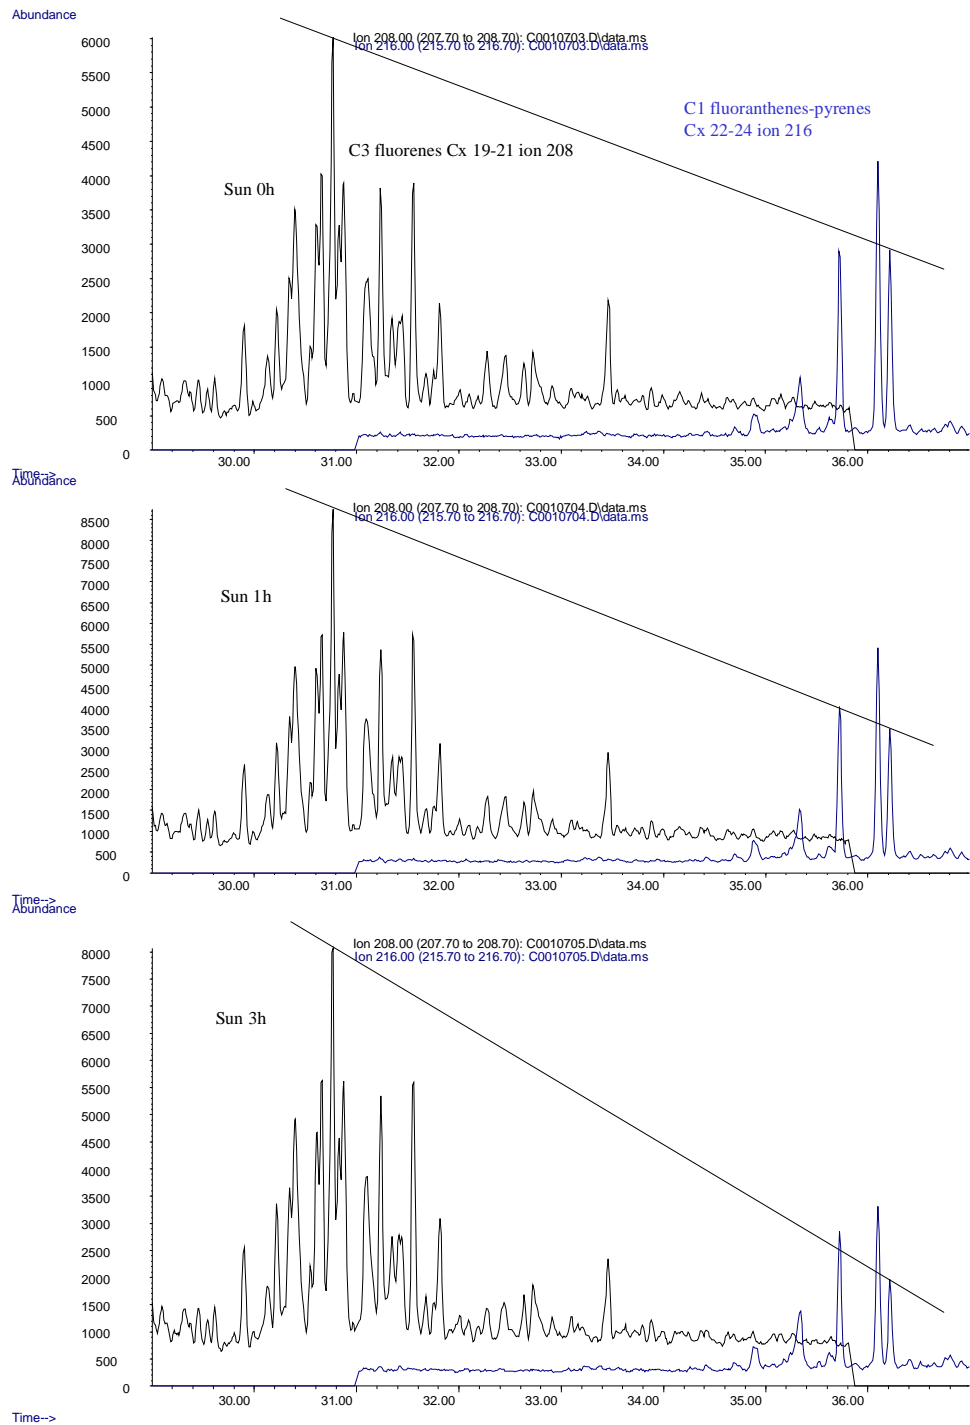 Abundance
Ion 208.00 (207.70 to 208.70): C0010703.D\data.ms
Ion 216.00 (215.70 to 216.70): C0010703.D\data.ms
6000
5500
5000
4500
4000
3500
3000
2500
2000
1500
1000
500
0
C1 fluoranthenes-pyrenes
Cx 22-24 ion 216
C3 fluorenes Cx 19-21 ion 208
Sun 0h
30.00 31.00 32.00 33.00 34.00 35.00 36.00
Time-->
Abundance
Ion 208.00 (207.70 to 208.70): C0010704.D\data.ms
Ion 216.00 (215.70 to 216.70): C0010704.D\data.ms
8500
8000
7500
7000
6500
6000
5500
5000
4500
4000
3500
3000
2500
2000
1500
1000
500
0
Sun 1h
30.00 31.00 32.00 33.00 34.00 35.00 36.00
Time-->
Abundance
Ion 208.00 (207.70 to 208.70): C0010705.D\data.ms
Ion 216.00 (215.70 to 216.70): C0010705.D\data.ms
8000
7500
7000
6500
6000
5500
5000
4500
4000
3500
3000
2500
2000
1500
1000
500
0
Sun 3h
30.00 31.00 32.00 33.00 34.00 35.00 36.00
Time-->